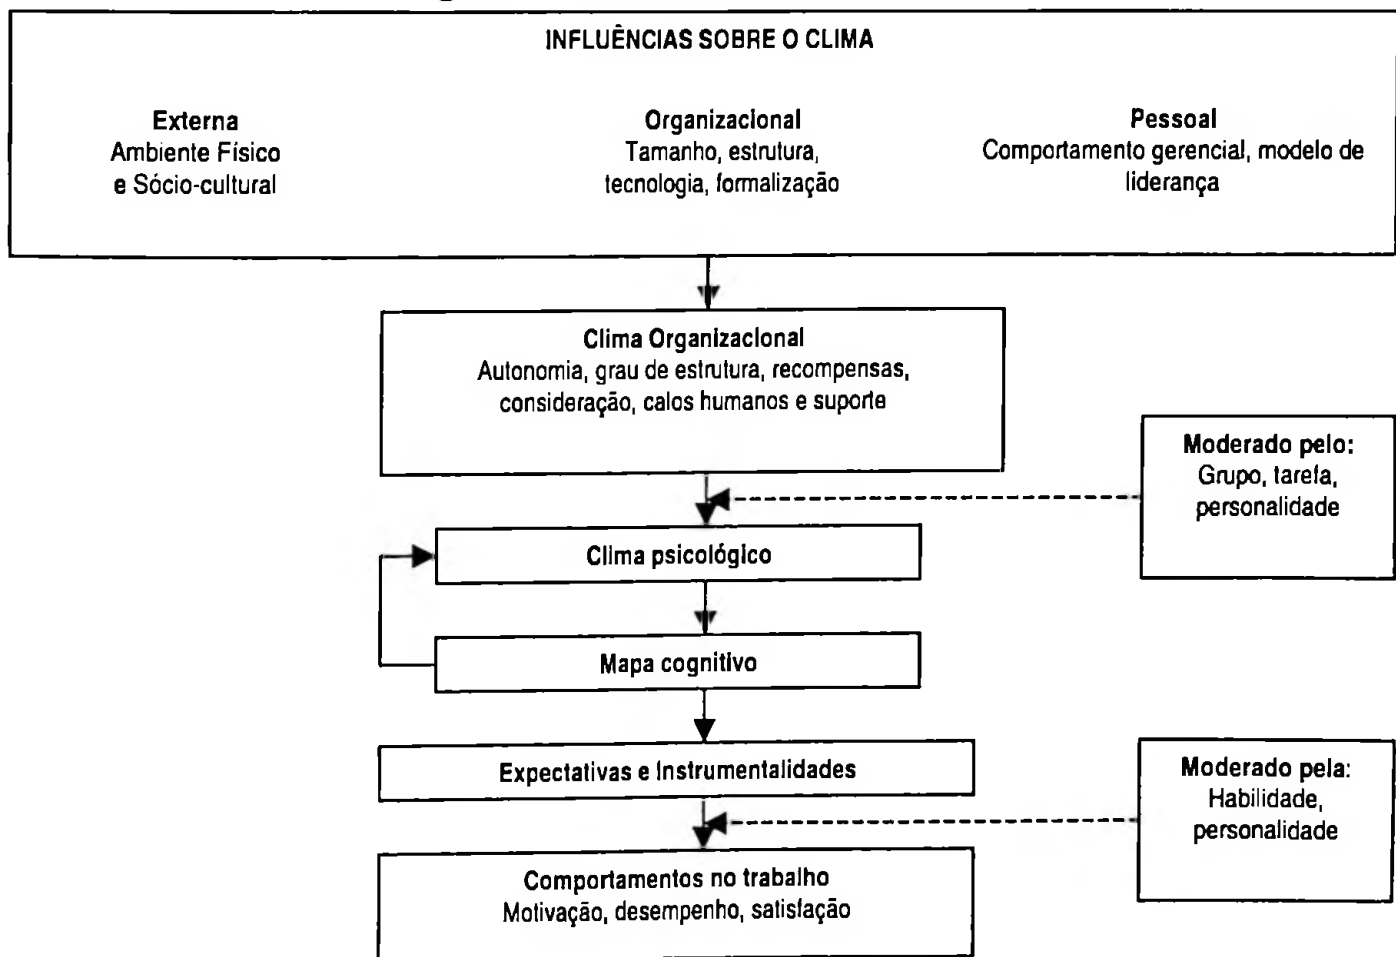 INFLUÊNCIAS SOBRE O CLIMA
Externa
Ambiente Físico
e Sócio-cultural
Organizacional
Tamanho, estrutura,
tecnologia, formalização
Pessoal
Comportamento gerencial, modelo de
liderança
Clima Organizacional
Autonomia, grau de estrutura, recompensas,
consideração, calos humanos e suporte
Moderado pelo:
Grupo, tarefa,
personalidade
Clima psicológico
Mapa cognitivo
Expectativas e Instrumentalidades
Moderado pela:
Habilidade,
personalidade
Comportamentos no trabalho
Motivação, desempenho, satisfação